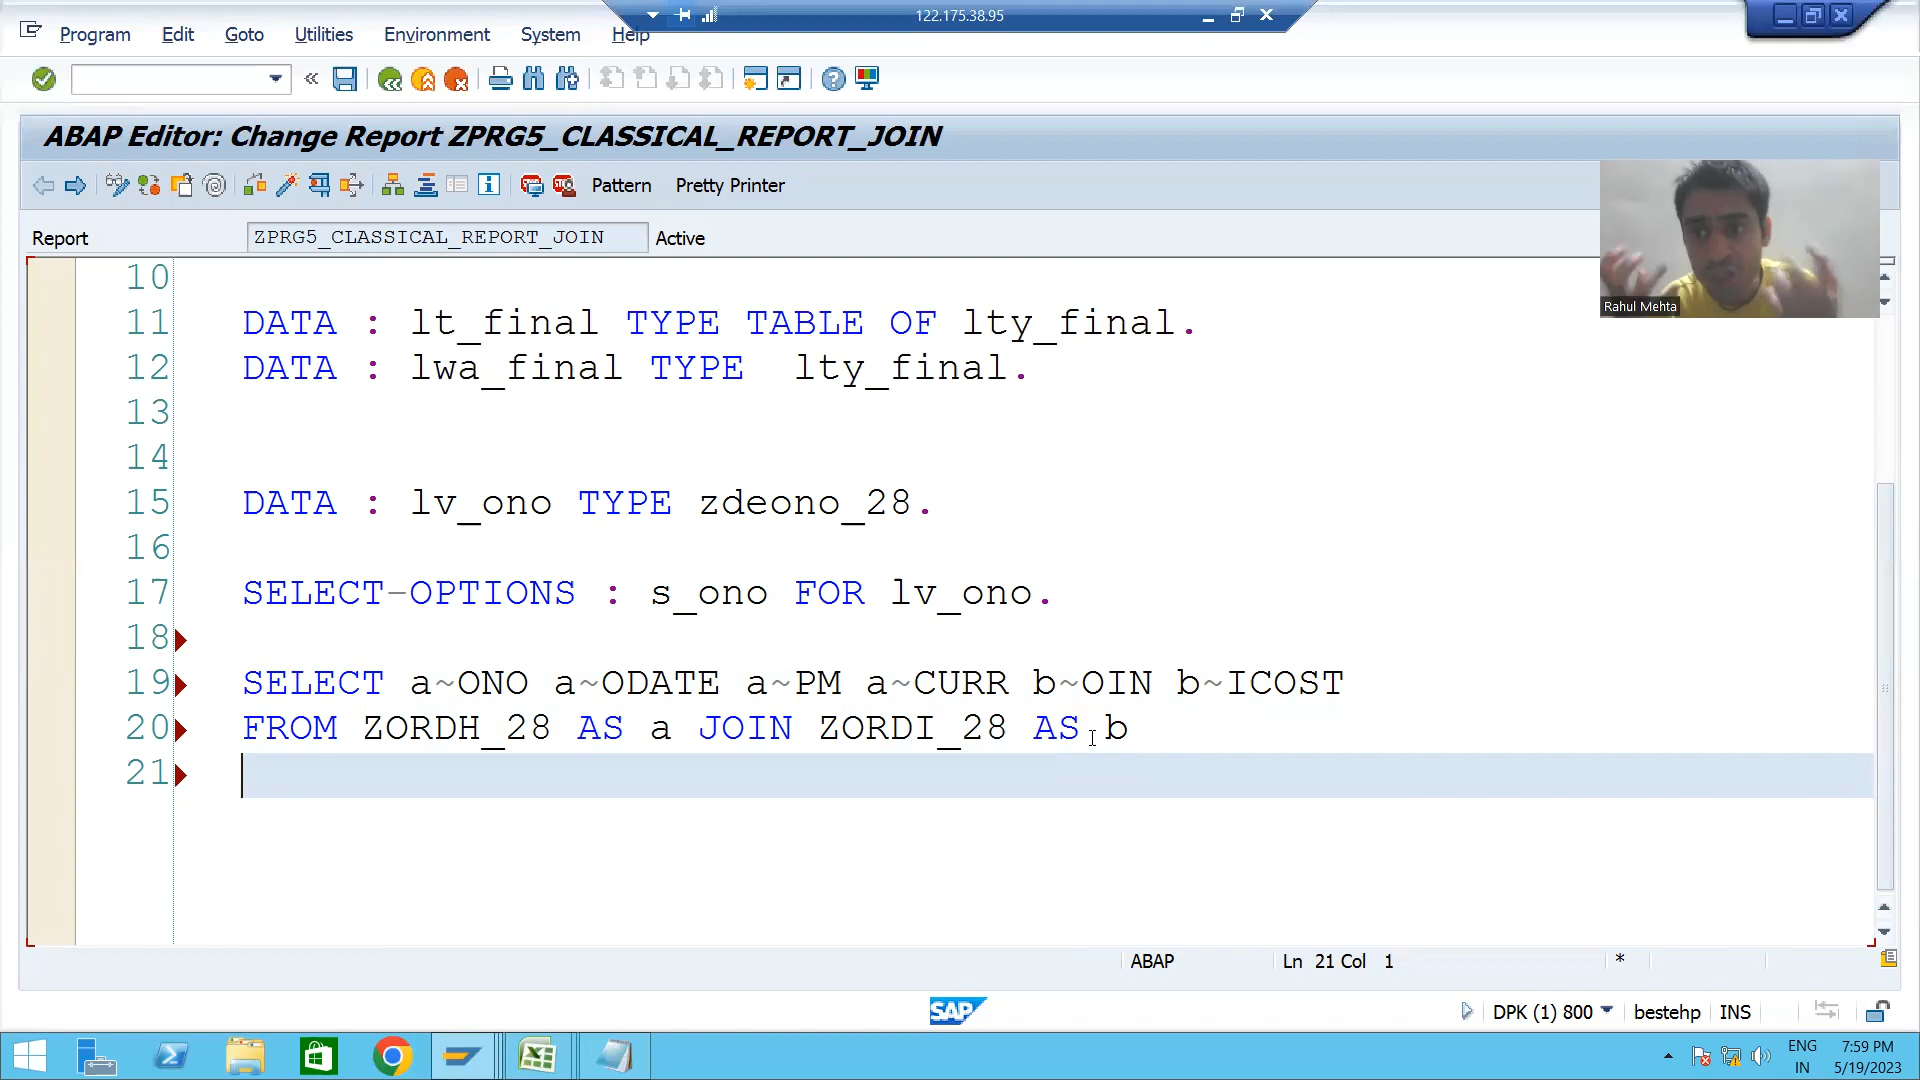 122.175.38.95
Program Edit Goto Utilities Environment System Help
ABAP Editor: Change Report ZPRG5_CLASSICAL_REPORT_JOIN
Pattern Pretty Printer
Report ZPRG5_CLASSICAL_REPORT_JOIN Active
Rahul Mehta
10
11 DATA : lt_final TYPE TABLE OF lty_final.
12 DATA : lwa_final TYPE lty_final.
13
14
15 DATA : lv_ono TYPE zdeono_28.
16
17 SELECT-OPTIONS : s_ono FOR lv_ono.
18
19 SELECT a~ONO a~ODATE a~PM a~CURR b~OIN b~ICOST
20 FROM ZORDH_28 AS a JOIN ZORDI_28 AS b
21
ABAP Ln 21 Col 1 *
SAP DPK (1) 800 bestehp INS
ENG 7:59 PM
IN 5/19/2023